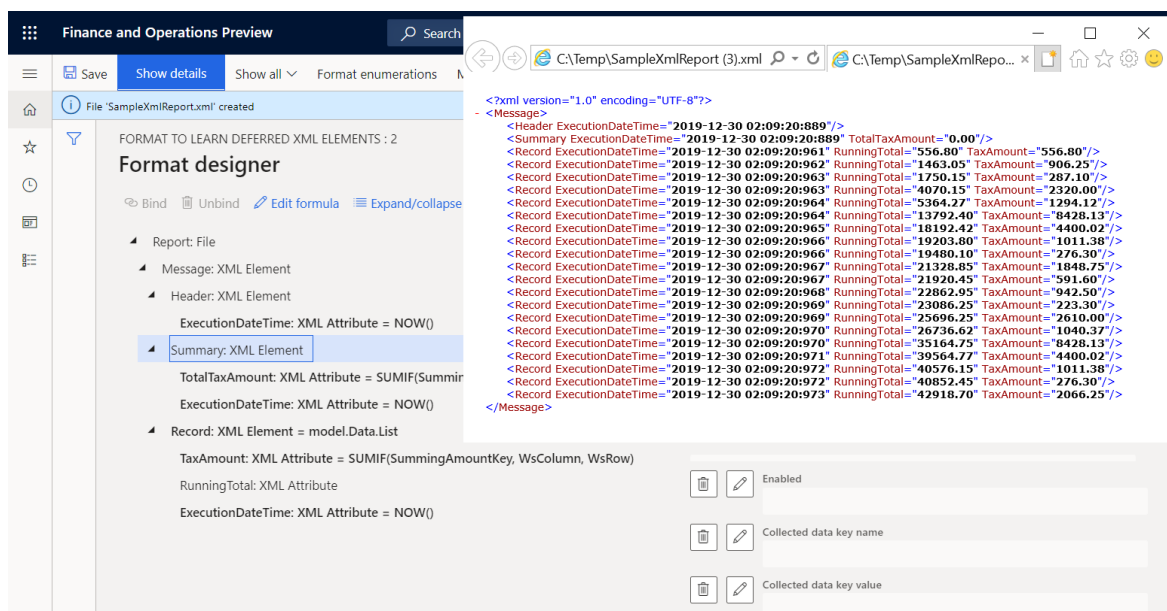 Finance and Operations Preview
Search
Save
Show details
Show all
Format enumerations
File 'SampleXmlReport.xml' created
FORMAT TO LEARN DEFERRED XML ELEMENTS : 2
Format designer
Bind
Unbind
Edit formula
Expand/collapse
Report: File
Message: XML Element
Header: XML Element
ExecutionDateTime: XML Attribute = NOW()
Summary: XML Element
TotalTaxAmount: XML Attribute = SUMIF(Summin
ExecutionDateTime: XML Attribute = NOW()
Record: XML Element = model.Data.List
TaxAmount: XML Attribute = SUMIF(SummingAmountKey, WsColumn, WsRow)
RunningTotal: XML Attribute
ExecutionDateTime: XML Attribute = NOW()
C:\Temp\SampleXmlReport (3).xml
C:\Temp\SampleXmlRepo...
<?xml version="1.0" encoding="UTF-8"?>
- <Message>
<Header ExecutionDateTime="2019-12-30 02:09:20:889"/>
<Summary ExecutionDateTime="2019-12-30 02:09:20:889" TotalTaxAmount="0.00"/>
<Record ExecutionDateTime="2019-12-30 02:09:20:961" RunningTotal="556.80" TaxAmount="556.80"/>
<Record ExecutionDateTime="2019-12-30 02:09:20:962" RunningTotal="1463.05" TaxAmount="906.25"/>
<Record ExecutionDateTime="2019-12-30 02:09:20:963" RunningTotal="1750.15" TaxAmount="287.10"/>
<Record ExecutionDateTime="2019-12-30 02:09:20:963" RunningTotal="4070.15" TaxAmount="2320.00"/>
<Record ExecutionDateTime="2019-12-30 02:09:20:964" RunningTotal="5364.27" TaxAmount="1294.12"/>
<Record ExecutionDateTime="2019-12-30 02:09:20:964" RunningTotal="13792.40" TaxAmount="8428.13"/>
<Record ExecutionDateTime="2019-12-30 02:09:20:965" RunningTotal="18192.42" TaxAmount="4400.02"/>
<Record ExecutionDateTime="2019-12-30 02:09:20:966" RunningTotal="19203.80" TaxAmount="1011.38"/>
<Record ExecutionDateTime="2019-12-30 02:09:20:966" RunningTotal="19480.10" TaxAmount="276.30"/>
<Record ExecutionDateTime="2019-12-30 02:09:20:967" RunningTotal="21328.85" TaxAmount="1848.75"/>
<Record ExecutionDateTime="2019-12-30 02:09:20:967" RunningTotal="21920.45" TaxAmount="591.60"/>
<Record ExecutionDateTime="2019-12-30 02:09:20:968" RunningTotal="22862.95" TaxAmount="942.50"/>
<Record ExecutionDateTime="2019-12-30 02:09:20:969" RunningTotal="23086.25" TaxAmount="223.30"/>
<Record ExecutionDateTime="2019-12-30 02:09:20:969" RunningTotal="25696.25" TaxAmount="2610.00"/>
<Record ExecutionDateTime="2019-12-30 02:09:20:970" RunningTotal="26736.62" TaxAmount="1040.37"/>
<Record ExecutionDateTime="2019-12-30 02:09:20:970" RunningTotal="35164.75" TaxAmount="8428.13"/>
<Record ExecutionDateTime="2019-12-30 02:09:20:971" RunningTotal="39564.77" TaxAmount="4400.02"/>
<Record ExecutionDateTime="2019-12-30 02:09:20:972" RunningTotal="40576.15" TaxAmount="1011.38"/>
<Record ExecutionDateTime="2019-12-30 02:09:20:972" RunningTotal="40852.45" TaxAmount="276.30"/>
<Record ExecutionDateTime="2019-12-30 02:09:20:973" RunningTotal="42918.70" TaxAmount="2066.25"/>
</Message>
Enabled
Collected data key name
Collected data key value